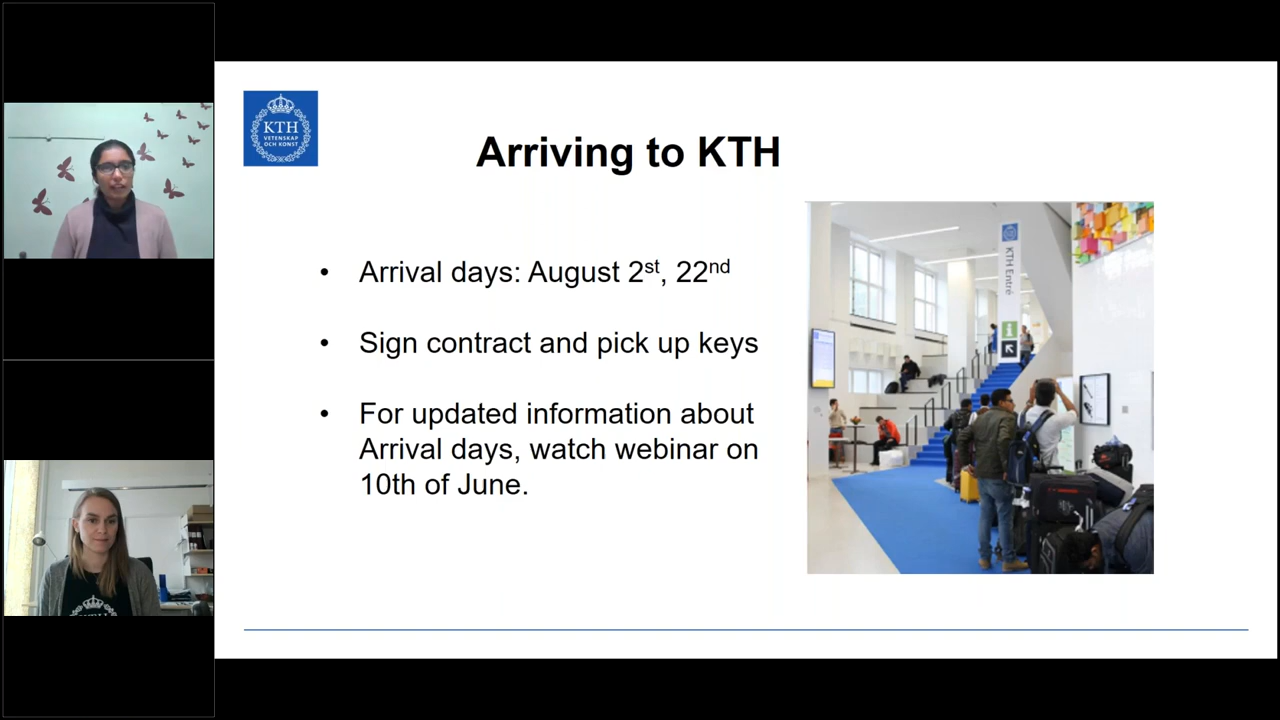 KTH
VETENSKAP
OCH KONST
Arriving to KTH
• Arrival days: August 2st, 22nd
• Sign contract and pick up keys
• For updated information about
Arrival days, watch webinar on
10th of June.
KTH Entré
i